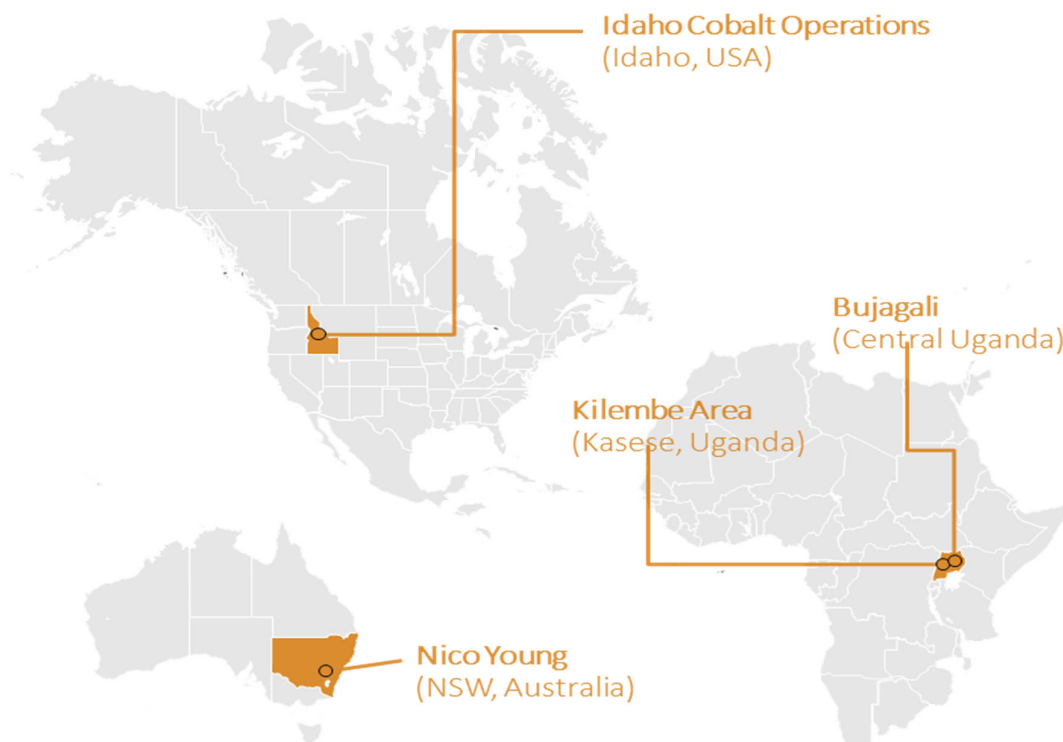 Idaho Cobalt Operations
(Idaho, USA)
Bujagali
(Central Uganda)
Kilembe Area
(Kasese, Uganda)
Nico Young
(NSW, Australia)